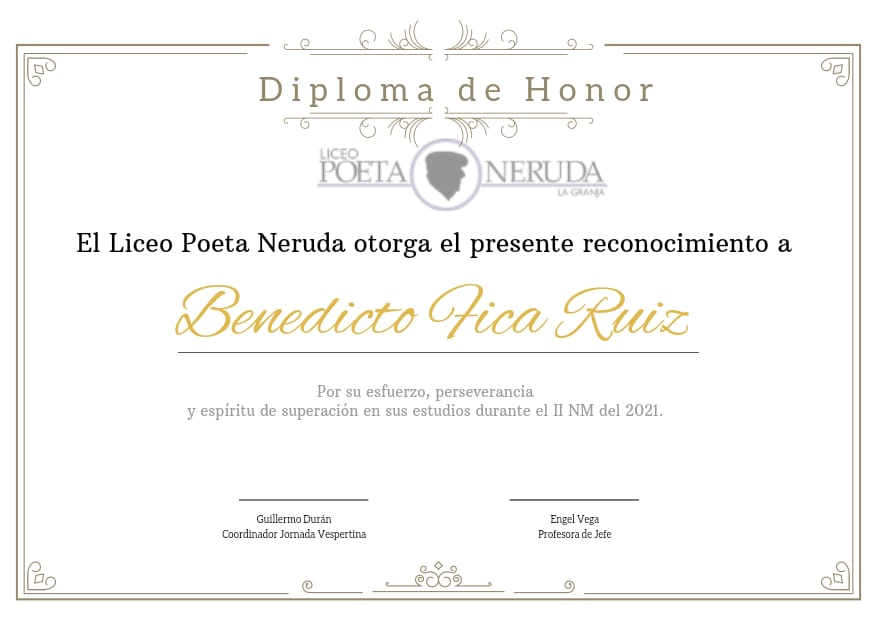 Diploma de Honor
LICEO
POETA NERUDA
LA GRANJA
El Liceo Poeta Neruda otorga el presente reconocimiento a
Benedicto Fica Ruiz
Por su esfuerzo, perseverancia
y espíritu de superación en sus estudios durante el II NM del 2021.
Guillermo Durán
Coordinador Jornada Vespertina
Engel Vega
Profesora de Jefe